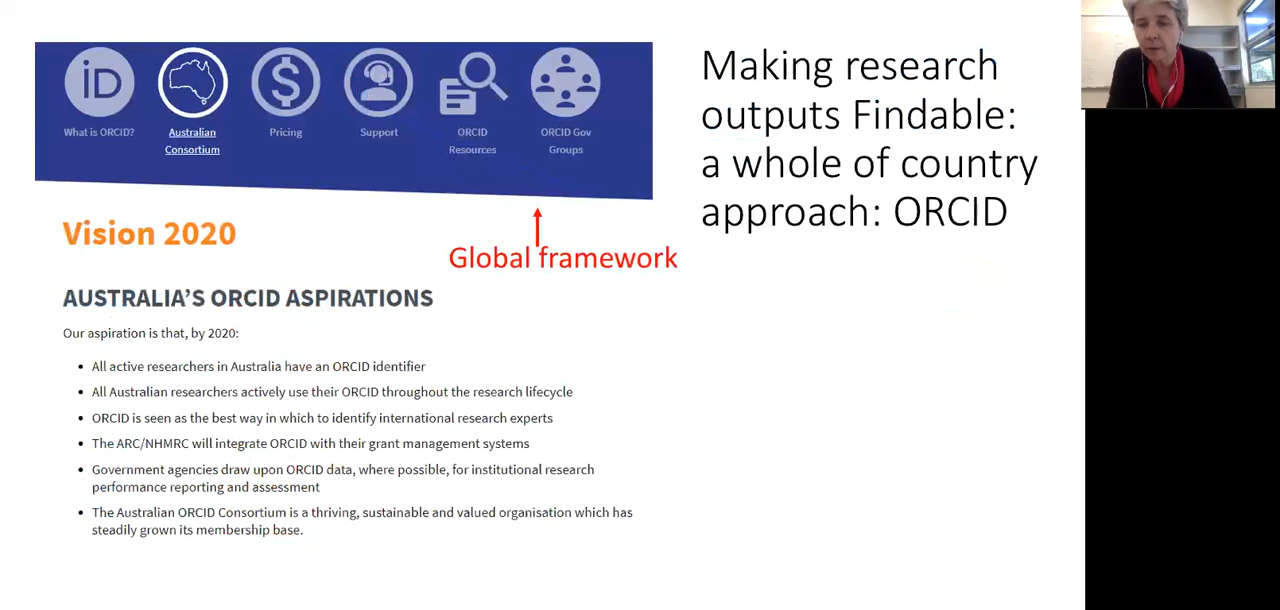 iD
$
What is ORCID?
Australian
Consortium
Pricing
Support
ORCID
Resources
ORCID Gov
Groups
Making research
outputs Findable:
a whole of country
approach: ORCID
Vision 2020
Global framework
AUSTRALIA'S ORCID ASPIRATIONS
Our aspiration is that, by 2020:
• All active researchers in Australia have an ORCID identifier
• All Australian researchers actively use their ORCID throughout the research lifecycle
• ORCID is seen as the best way in which to identify international research experts
• The ARC/NHMRC will integrate ORCID with their grant management systems
• Government agencies draw upon ORCID data, where possible, for institutional research
performance reporting and assessment
• The Australian ORCID Consortium is a thriving, sustainable and valued organisation which has
steadily grown its membership base.